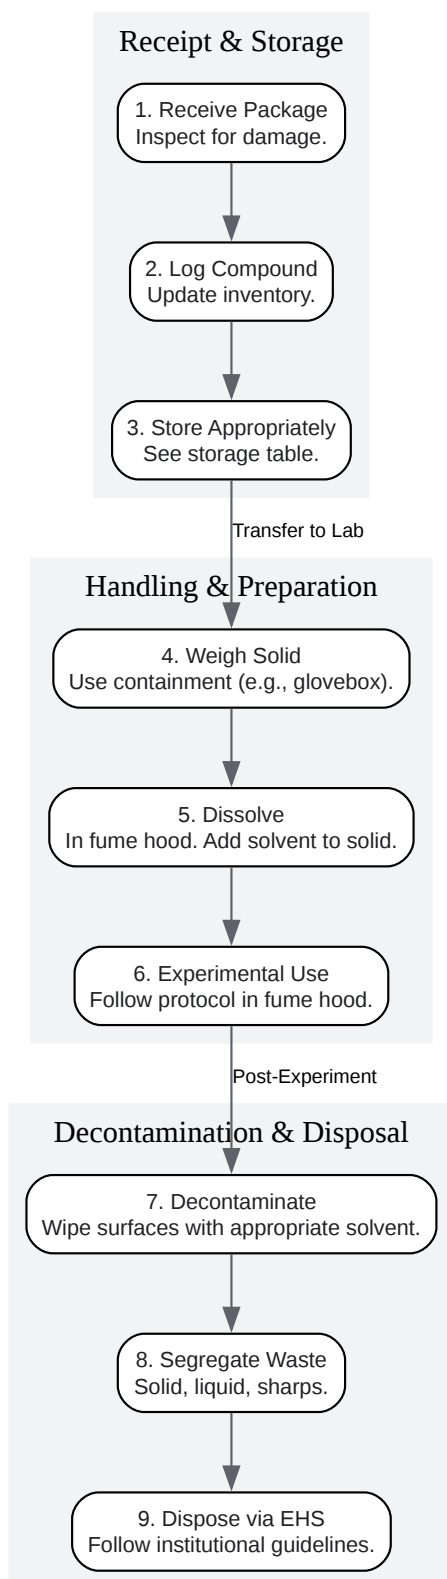 Receipt & Storage
1. Receive Package
Inspect for damage.
2. Log Compound
Update inventory.
3. Store Appropriately
See storage table.
Transfer to Lab
Handling & Preparation
4. Weigh Solid
Use containment (e.g., glovebox).
5. Dissolve
In fume hood. Add solvent to solid.
6. Experimental Use
Follow protocol in fume hood.
Post-Experiment
Decontamination & Disposal
7. Decontaminate
Wipe surfaces with appropriate solvent.
8. Segregate Waste
Solid, liquid, sharps.
9. Dispose via EHS
Follow institutional guidelines.